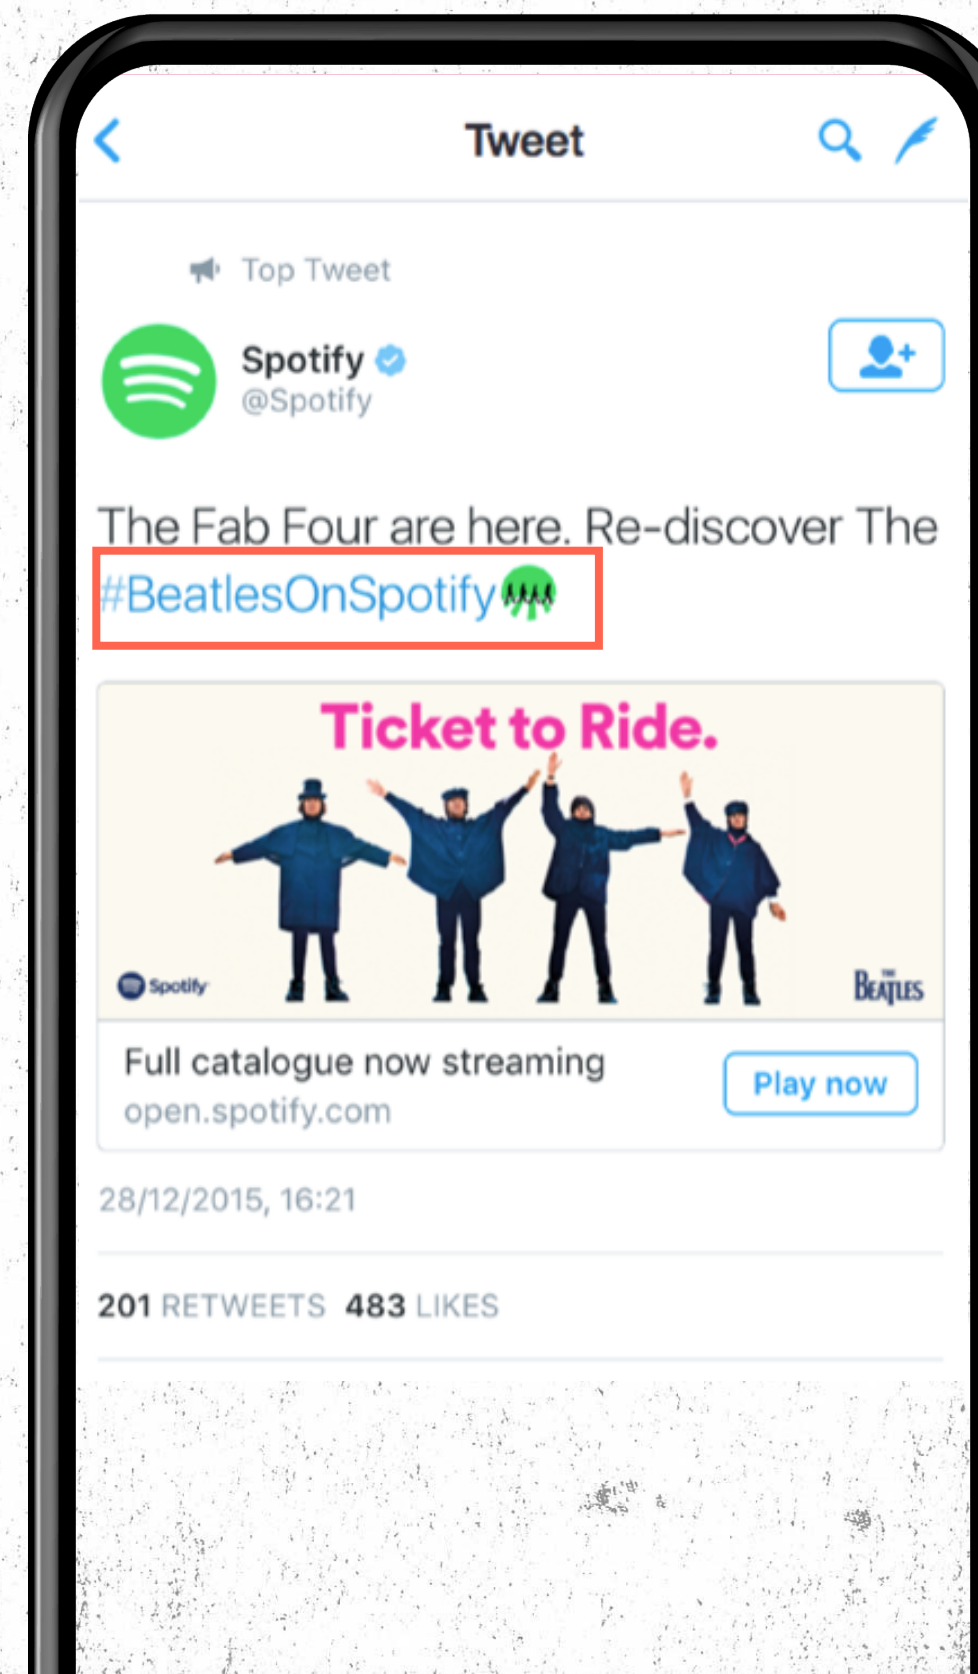 Tweet
Top Tweet
Spotify
@Spotify
The Fab Four are here. Re-discover The
#BeatlesOnSpotify
Ticket to Ride.
Spotify
THE
BEATLES
Full catalogue now streaming
open.spotify.com
Play now
28/12/2015, 16:21
201 RETWEETS 483 LIKES